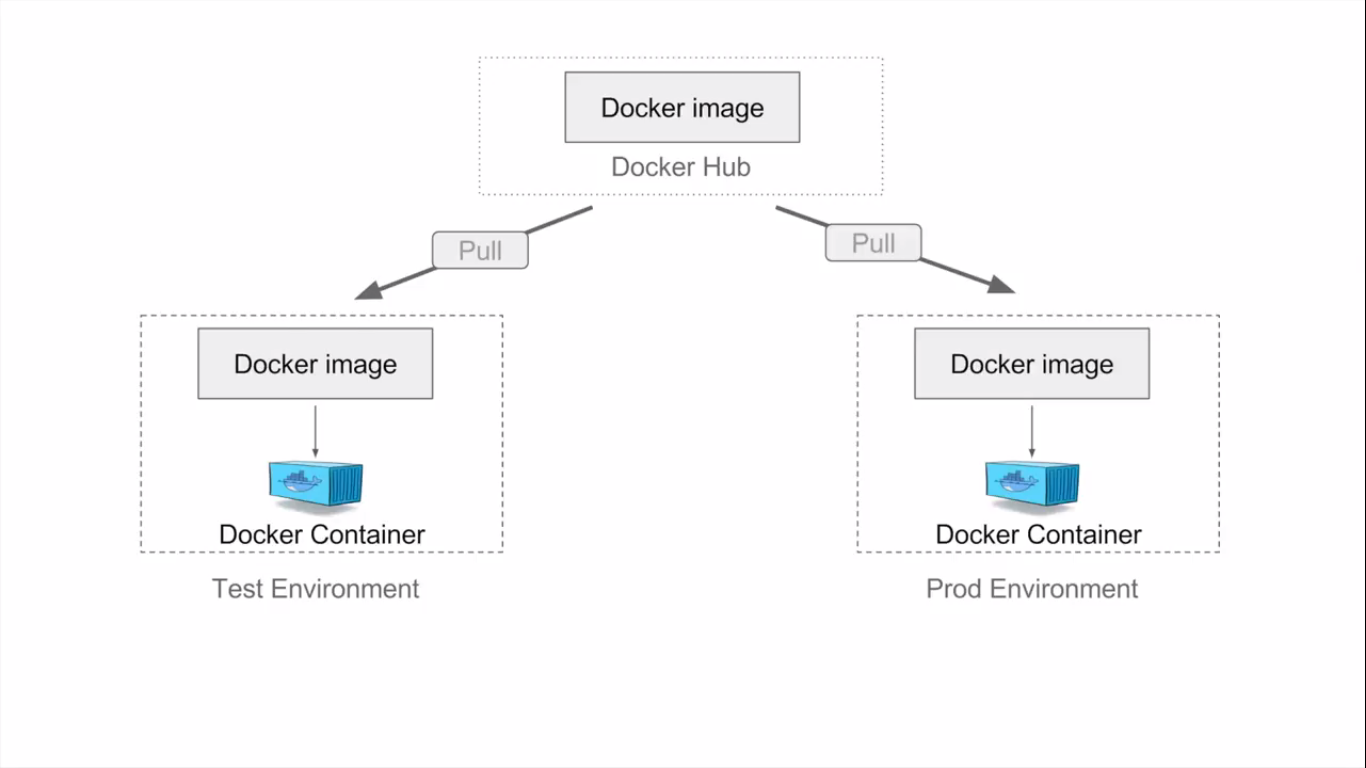 Docker image
Docker Hub
Pull
Pull
Docker image
Docker Container
Test Environment
Docker image
Docker Container
Prod Environment